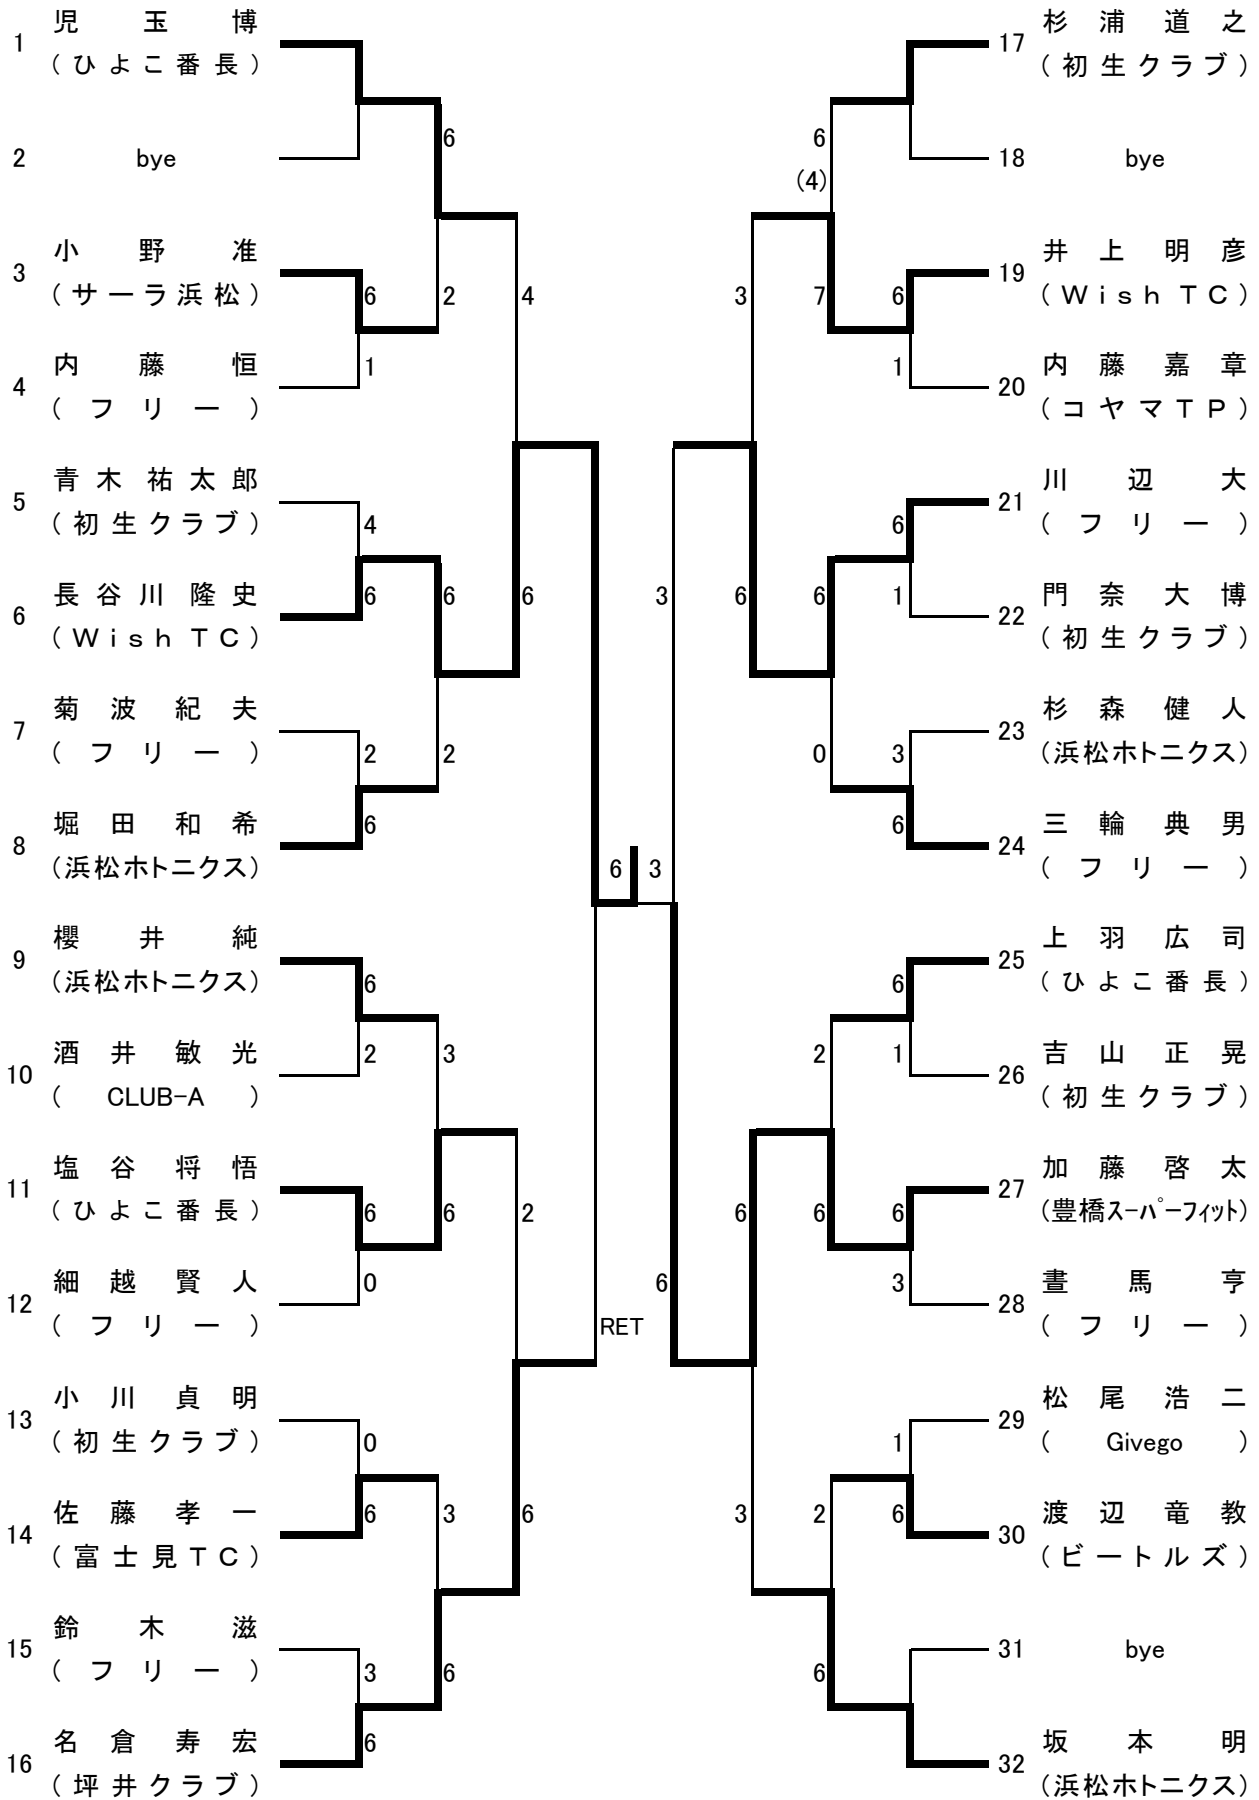 1 児玉博
(ひよこ番長)
2 bye
3 小野准
(サーラ浜松)
4 内藤恒
(フリー)
5 青木祐太郎
(初生クラブ)
6 長谷川隆史
(Wish TC)
7 菊波紀夫
(フリー)
8 堀田和希
(浜松ホトニクス)
9 櫻井純
(浜松ホトニクス)
10 酒井敏光
(CLUB-A)
11 塩谷将悟
(ひよこ番長)
12 細越賢人
(フリー)
13 小川貞明
(初生クラブ)
14 佐藤孝一
(富士見TC)
15 鈴木滋
(フリー)
16 名倉寿宏
(坪井クラブ)
6
1
4
6
2
6
6
2
6
0
0
6
3
6
6
2
6
2
3
6
3
6
4
6
2
6
RET
6 3
3
6
3
6
6
3
6
(4)
7
6
0
2
6
2
6
6
1
6
1
3
6
6
1
6
3
1
6
17 杉浦道之
(初生クラブ)
18 bye
19 井上明彦
(Wish TC)
20 内藤嘉章
(コヤマTP)
21 川辺大
(フリー)
22 門奈大博
(初生クラブ)
23 杉森健人
(浜松ホトニクス)
24 三輪典男
(フリー)
25 上羽広司
(ひよこ番長)
26 吉山正晃
(初生クラブ)
27 加藤啓太
(豊橋スーパーフィット)
28 晝馬亨
(フリー)
29 松尾浩二
(Givego)
30 渡辺竜教
(ビートルズ)
31 bye
32 坂本明
(浜松ホトニクス)